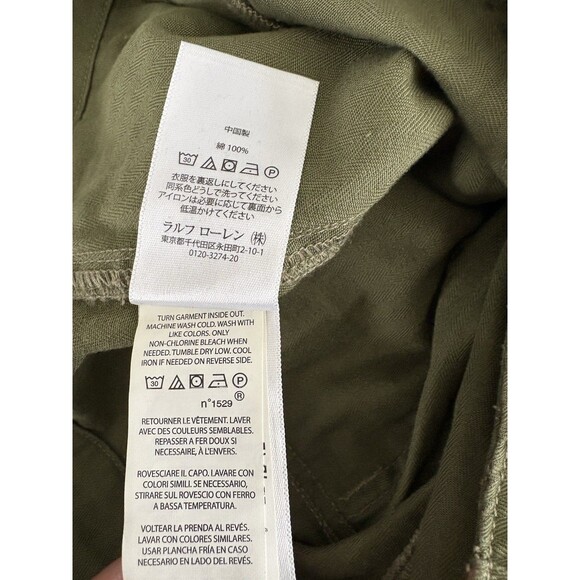 中国製
綿 100%
30 P
衣服を裏返しにしてください
同系色どうしで洗ってください
アイロンは必要に応じて裏面から
低温かけてください
ラルフ ローレン ㈱
東京都千代田区永田町2-10-1
0120-3274-20
TURN GARMENT INSIDE OUT.
MACHINE WASH COLD. WASH WITH
LIKE COLORS. ONLY
NON-CHLORINE BLEACH WHEN
NEEDED. TUMBLE DRY LOW. COOL
IRON IF NEEDED ON REVERSE SIDE.
30 P
n°1529 ®
RETOURNER LE VÊTEMENT. LAVER
AVEC DES COULEURS SEMBLABLES.
REPASSER A FER DOUX SI
NECESSAIRE, À L'ENVERS.
ROVESCIARE IL CAPO. LAVARE CON
COLORI SIMILI. SE NECESSARIO,
STIRARE SUL ROVESCIO CON FERRO
A BASSA TEMPERATURA.
VOLTEAR LA PRENDA AL REVÉS.
LAVAR CON COLORES SIMILARES.
USAR PLANCHA FRÍA EN CASO
NECESARIO EN EL REVÉS.